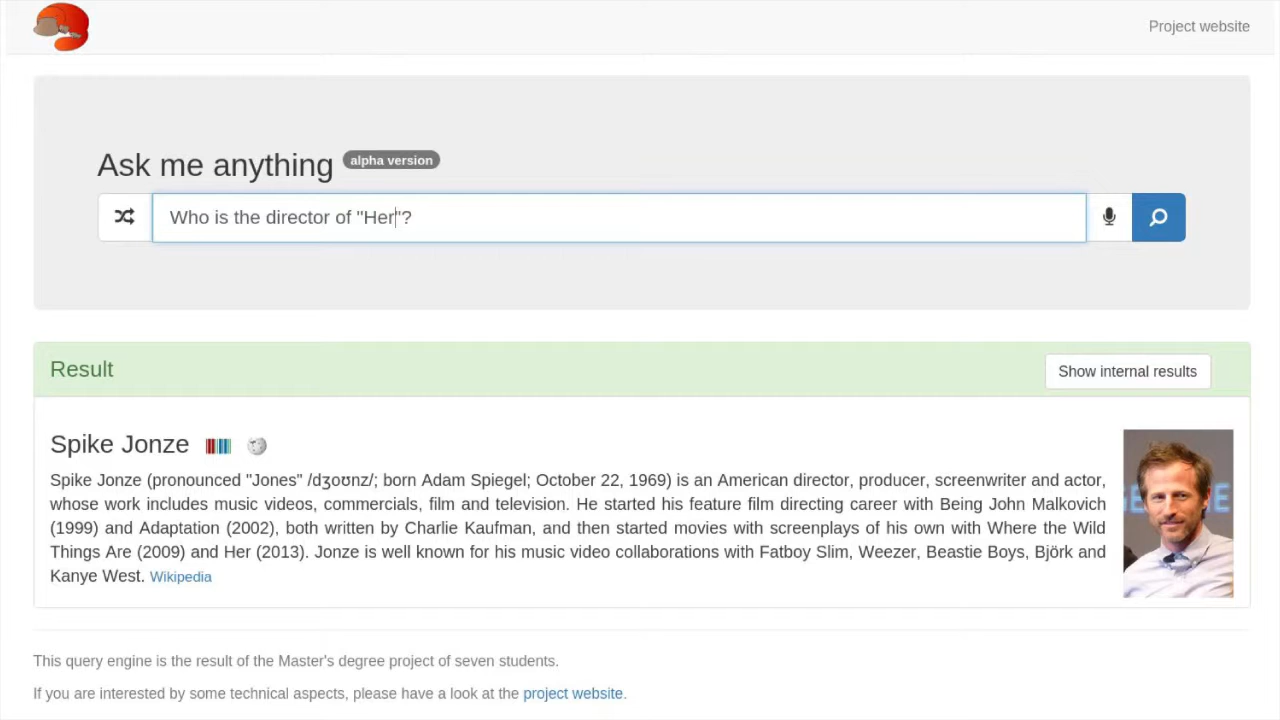 Project website
Ask me anything alpha version
Who is the director of "Her"?
Result
Show internal results
Spike Jonze
Spike Jonze (pronounced "Jones" /dʒoʊnz/; born Adam Spiegel; October 22, 1969) is an American director, producer, screenwriter and actor,
whose work includes music videos, commercials, film and television. He started his feature film directing career with Being John Malkovich
(1999) and Adaptation (2002), both written by Charlie Kaufman, and then started movies with screenplays of his own with Where the Wild
Things Are (2009) and Her (2013). Jonze is well known for his music video collaborations with Fatboy Slim, Weezer, Beastie Boys, Björk and
Kanye West. Wikipedia
This query engine is the result of the Master's degree project of seven students.
If you are interested by some technical aspects, please have a look at the project website.